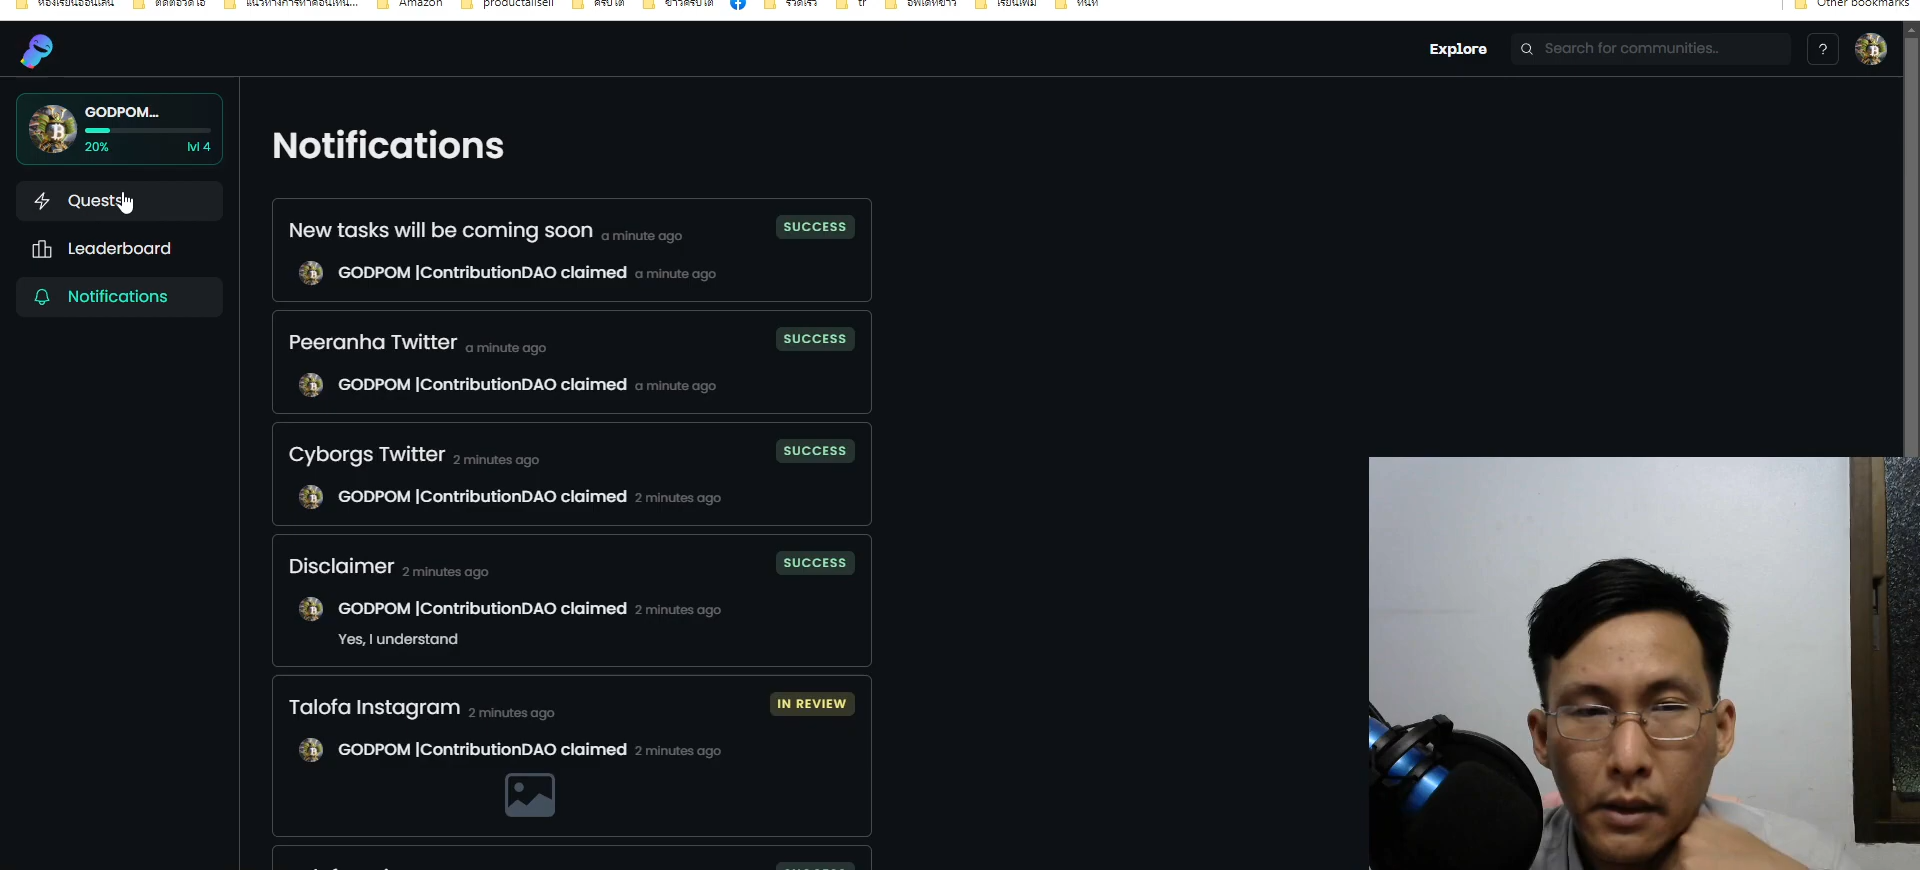 Amazon
productallsell
tr
Other bookmarks
Explore
Search for communities..
?
GODPOM...
20%
lvl 4
Quests
Leaderboard
Notifications
Notifications
New tasks will be coming soon a minute ago
SUCCESS
GODPOM |ContributionDAO claimed a minute ago
Peeranha Twitter a minute ago
SUCCESS
GODPOM |ContributionDAO claimed a minute ago
Cyborgs Twitter 2 minutes ago
SUCCESS
GODPOM |ContributionDAO claimed 2 minutes ago
Disclaimer 2 minutes ago
SUCCESS
GODPOM |ContributionDAO claimed 2 minutes ago
Yes, I understand
Talofa Instagram 2 minutes ago
IN REVIEW
GODPOM |ContributionDAO claimed 2 minutes ago